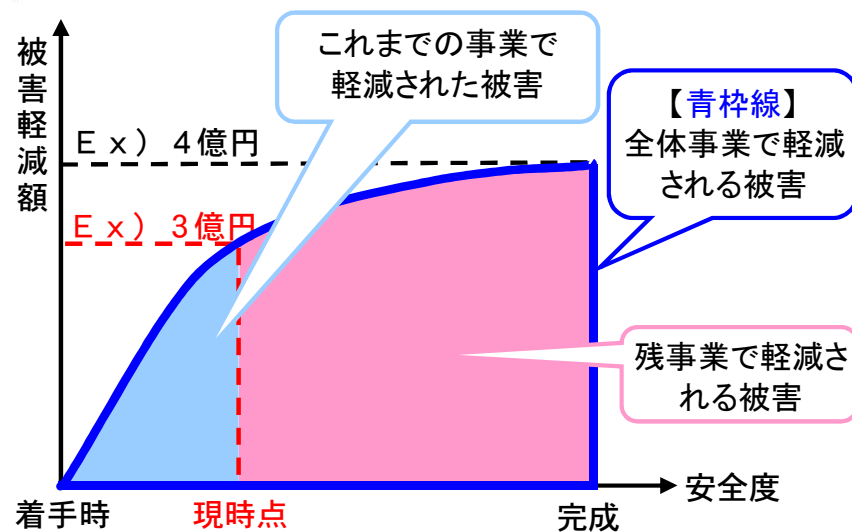 被害軽減額
これまでの事業で
軽減された被害
【青枠線】
全体事業で軽減
される被害
Ex）４億円
Ex）３億円
残事業で軽減さ
れる被害
安全度
着手時
現時点
完成